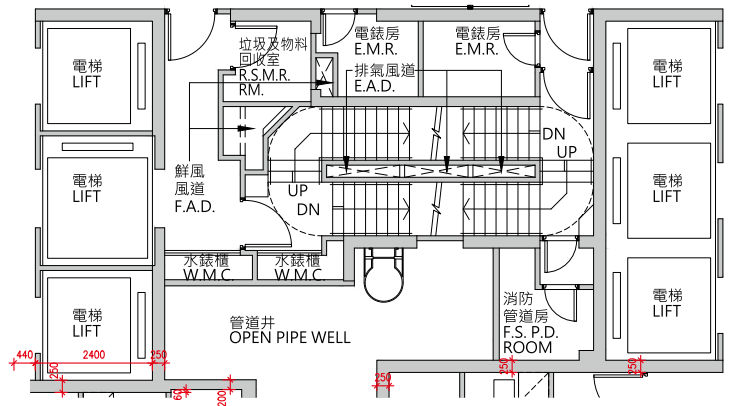 電梯
LIFT
垃圾及物料
回收室
R.S.M.R.
RM.
電錶房
E.M.R.
電錶房
E.M.R.
排氣風道
E.A.D.
電梯
LIFT
DN
UP
鮮風
風道
F.A.D.
電梯
LIFT
UP
DN
電梯
LIFT
水錶櫃
W.M.C.
水錶櫃
W.M.C.
電梯
LIFT
管道井
OPEN PIPE WELL
消防
管道房
F.S. P.D.
ROOM
電梯
LIFT
440
2400
250
250
60
200
250
250
250